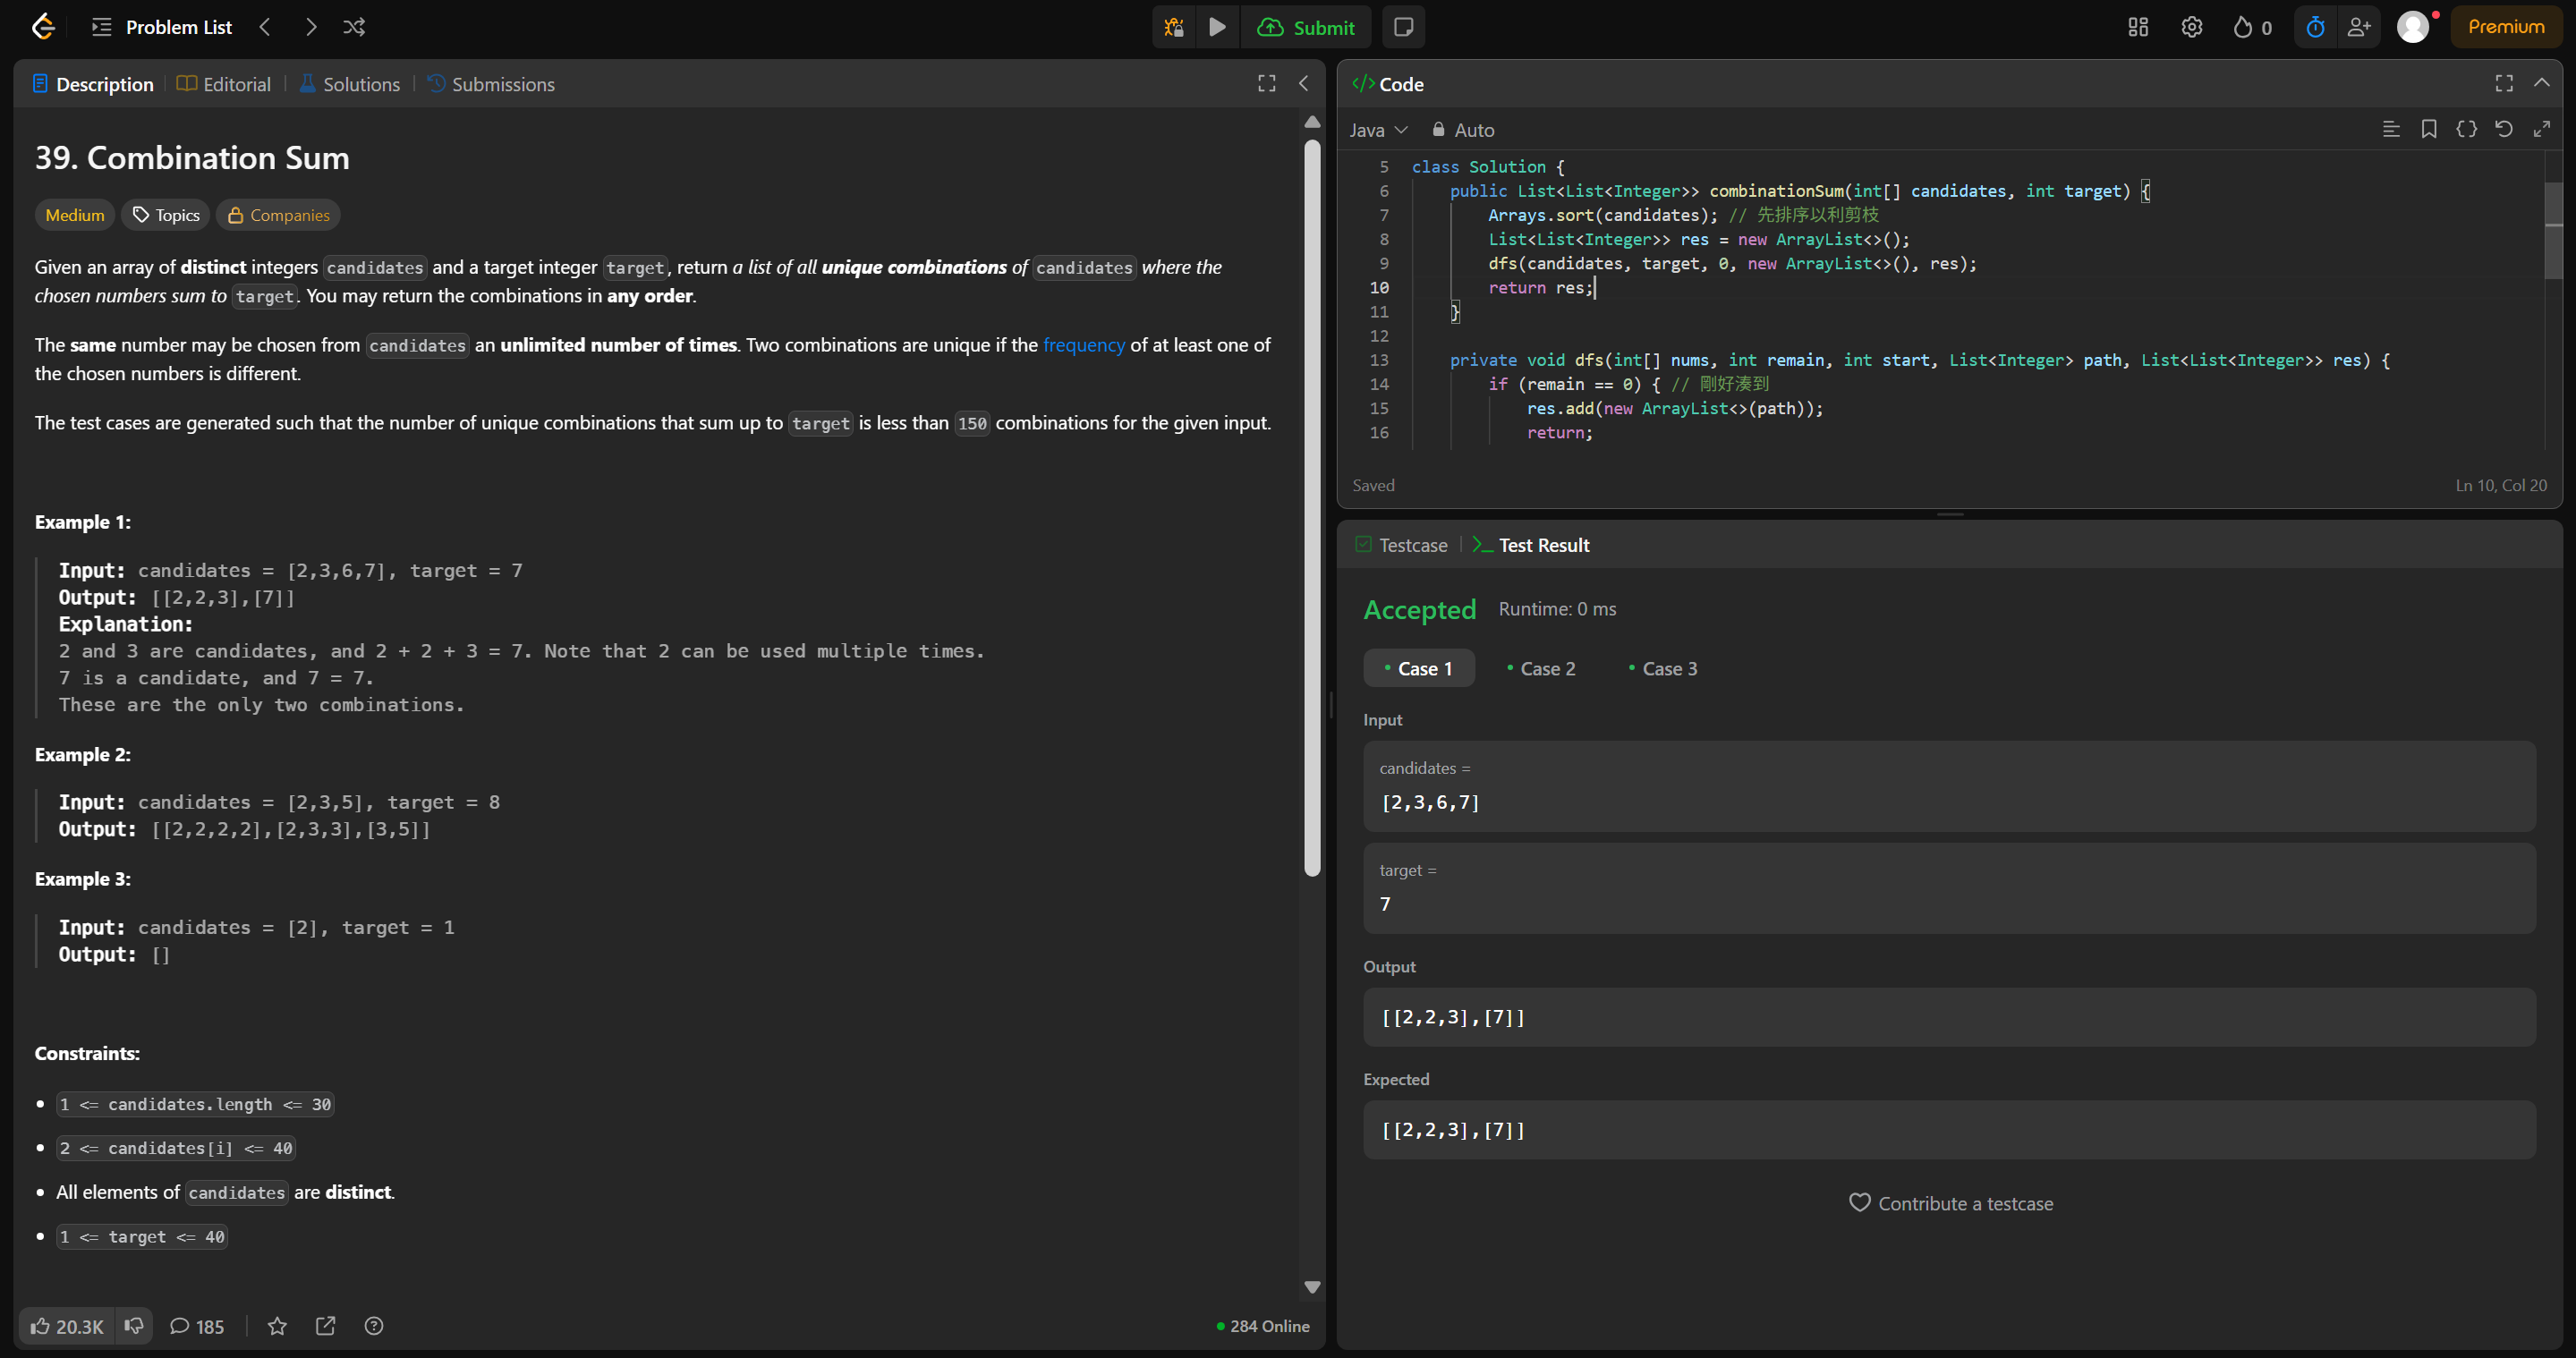 Problem List
Submit
0
Premium
Description
Editorial
Solutions
Submissions
39. Combination Sum
Medium
Topics
Companies
Given an array of distinct integers candidates and a target integer target, return a list of all unique combinations of candidates where the
chosen numbers sum to target. You may return the combinations in any order.
The same number may be chosen from candidates an unlimited number of times. Two combinations are unique if the frequency of at least one of
the chosen numbers is different.
The test cases are generated such that the number of unique combinations that sum up to target is less than 150 combinations for the given input.
Example 1:
Input: candidates = [2,3,6,7], target = 7
Output: [[2,2,3],[7]]
Explanation:
2 and 3 are candidates, and 2 + 2 + 3 = 7. Note that 2 can be used multiple times.
7 is a candidate, and 7 = 7.
These are the only two combinations.
Example 2:
Input: candidates = [2,3,5], target = 8
Output: [[2,2,2,2],[2,3,3],[3,5]]
Example 3:
Input: candidates = [2], target = 1
Output: []
Constraints:
• 1 <= candidates.length <= 30
• 2 <= candidates[i] <= 40
• All elements of candidates are distinct.
• 1 <= target <= 40
20.3K
185
284 Online
</> Code
Java
Auto
5 class Solution {
6 public List<List<Integer>> combinationSum(int[] candidates, int target) {
7 Arrays.sort(candidates); // 先排序以利剪枝
8 List<List<Integer>> res = new ArrayList<>();
9 dfs(candidates, target, 0, new ArrayList<>(), res);
10 return res;
11 }
12
13 private void dfs(int[] nums, int remain, int start, List<Integer> path, List<List<Integer>> res) {
14 if (remain == 0) { // 剛好湊到
15 res.add(new ArrayList<>(path));
16 return;
Saved
Ln 10, Col 20
Testcase
Test Result
Accepted
Runtime: 0 ms
Case 1
Case 2
Case 3
Input
candidates =
[2,3,6,7]
target =
7
Output
[[2,2,3],[7]]
Expected
[[2,2,3],[7]]
Contribute a testcase